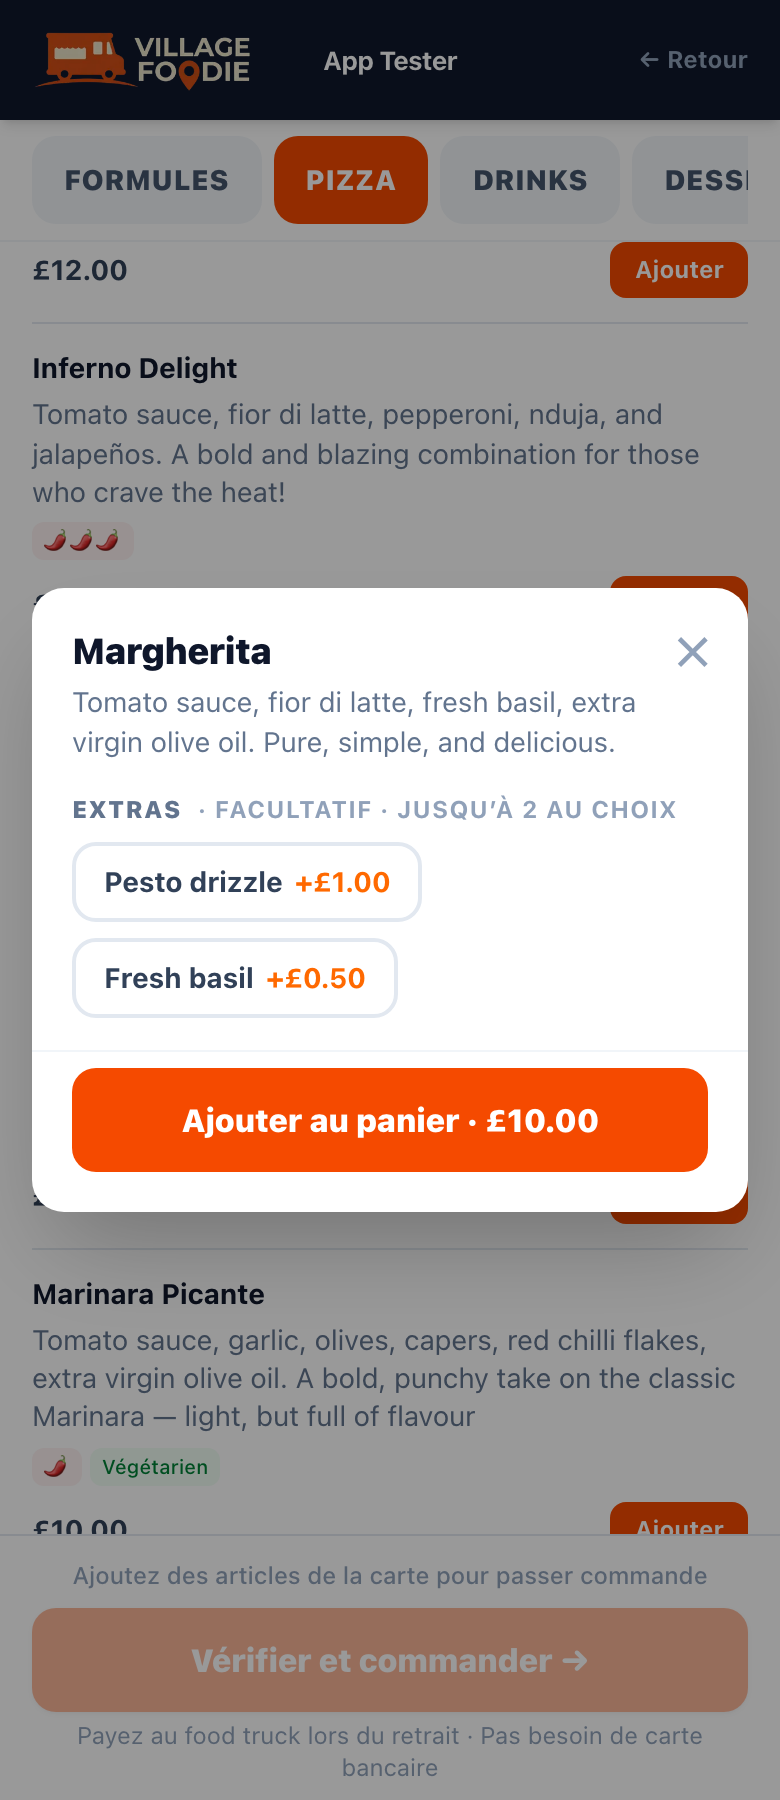 VILLAGE
FOODIE
App Tester
← Retour
FORMULES
PIZZA
DRINKS
DESS
£12.00
Ajouter
Inferno Delight
Tomato sauce, fior di latte, pepperoni, nduja, and
jalapeños. A bold and blazing combination for those
who crave the heat!
Margherita
Tomato sauce, fior di latte, fresh basil, extra
virgin olive oil. Pure, simple, and delicious.
EXTRAS · FACULTATIF · JUSQU’À 2 AU CHOIX
Pesto drizzle +£1.00
Fresh basil +£0.50
Ajouter au panier · £10.00
Marinara Picante
Tomato sauce, garlic, olives, capers, red chilli flakes,
extra virgin olive oil. A bold, punchy take on the classic
Marinara — light, but full of flavour
Végétarien
£10.00
Ajouter
Ajoutez des articles de la carte pour passer commande
Vérifier et commander →
Payez au food truck lors du retrait · Pas besoin de carte
bancaire